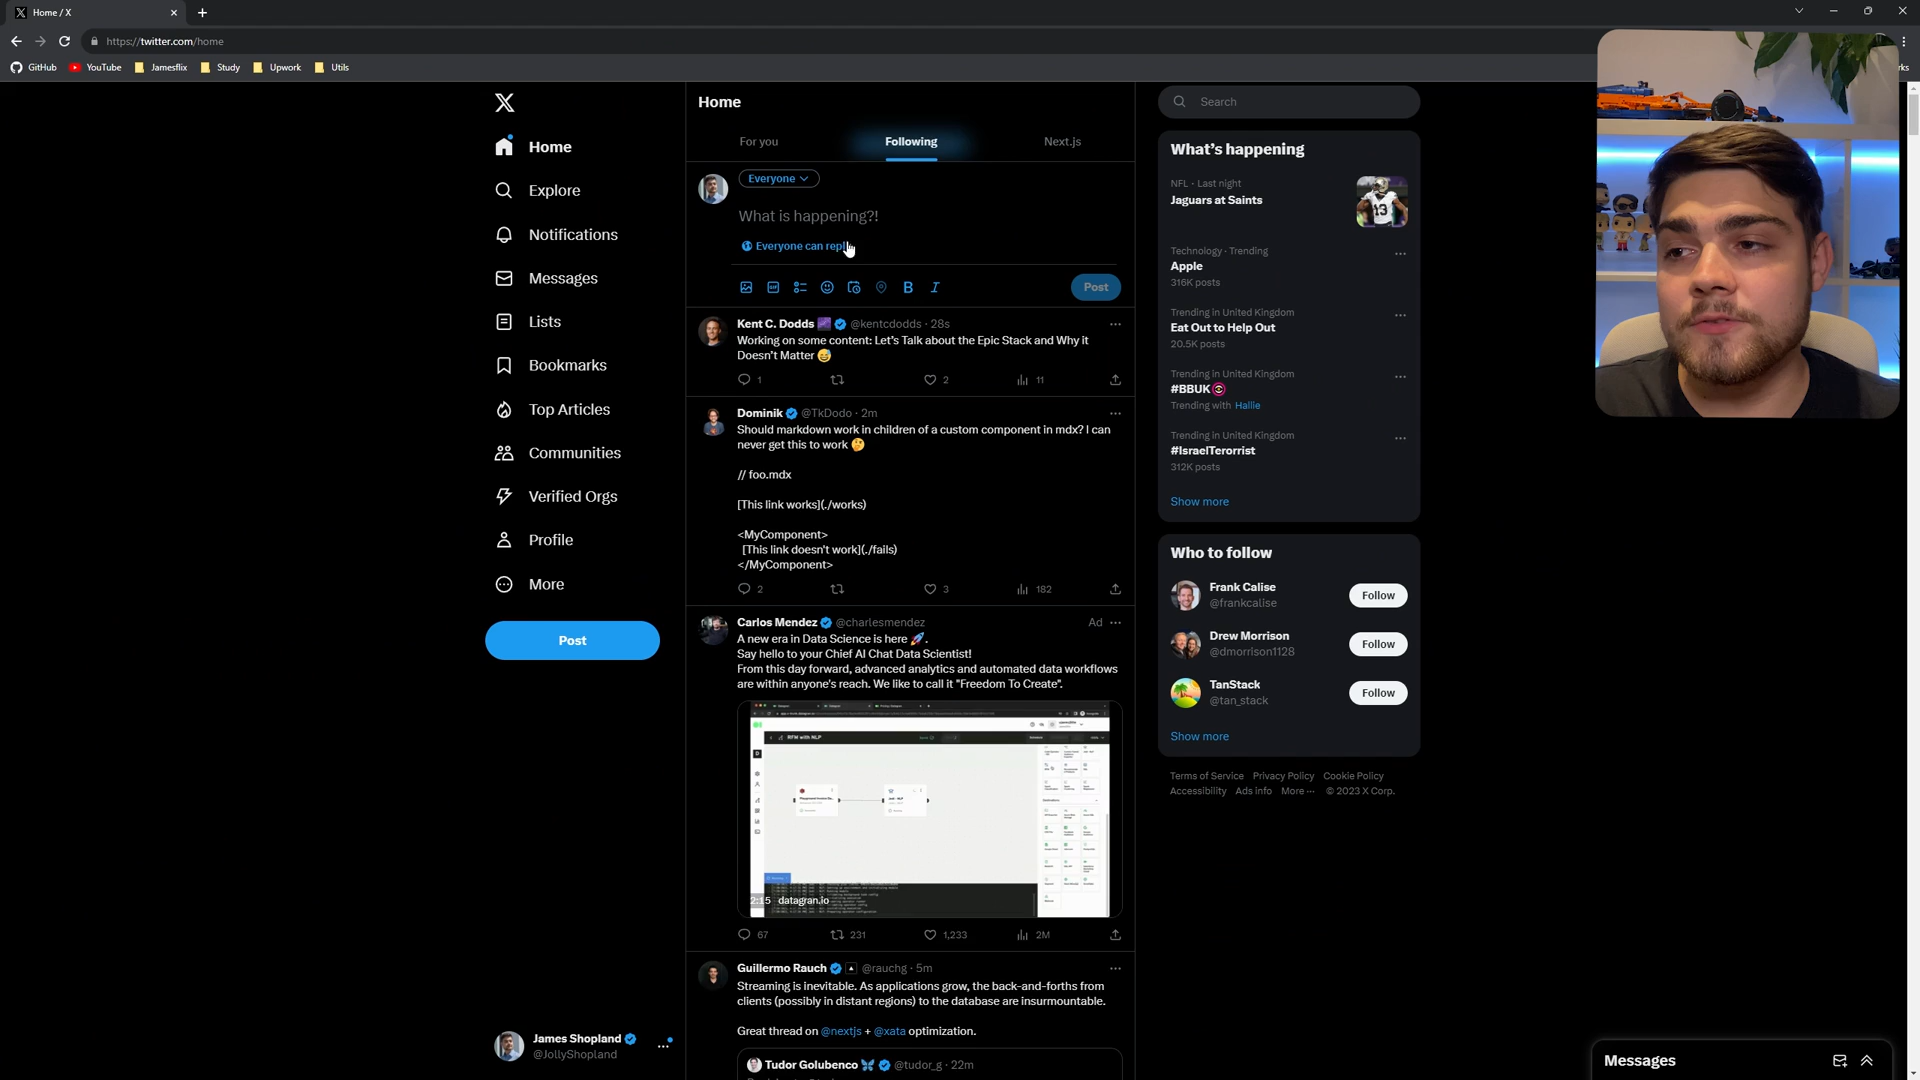 Home / X
https://twitter.com/home
GitHub
YouTube
Jamesflix
Study
Upwork
Utils
Home
Explore
Notifications
Messages
Lists
Bookmarks
Top Articles
Communities
Verified Orgs
Profile
More
Post
James Shopland
@JollyShopland
Home
For you
Following
Next.js
Everyone
What is happening?!
Everyone can reply
GIF
B I
Post
Kent C. Dodds @kentcdodds · 28s
Working on some content: Let's Talk about the Epic Stack and Why it
Doesn't Matter 😅
1 2 11
Dominik @TkDodo · 2m
Should markdown work in children of a custom component in mdx? I can
never get this to work 🤔
// foo.mdx
[This link works](./works)
<MyComponent>
[This link doesn't work](./fails)
</MyComponent>
2 3 182
Carlos Mendez @charlesmendez
Ad
A new era in Data Science is here 🚀.
Say hello to your Chief AI Chat Data Scientist!
From this day forward, advanced analytics and automated data workflows
are within anyone's reach. We like to call it "Freedom To Create".
RFM with NLP
2:15 datagran.io
67 231 1,233 2M
Guillermo Rauch @rauchg · 5m
Streaming is inevitable. As applications grow, the back-and-forths from
clients (possibly in distant regions) to the database are insurmountable.
Great thread on @nextjs + @xata optimization.
Tudor Golubenco @tudor_g · 22m
Search
What's happening
NFL · Last night
Jaguars at Saints
13
Technology · Trending
Apple
316K posts
Trending in United Kingdom
Eat Out to Help Out
20.5K posts
Trending in United Kingdom
#BBUK
Trending with Hallie
Trending in United Kingdom
#IsraelTerorrist
312K posts
Show more
Who to follow
Frank Calise
@frankcalise
Follow
Drew Morrison
@dmorrison1128
Follow
TanStack
@tan_stack
Follow
Show more
Terms of Service Privacy Policy Cookie Policy
Accessibility Ads info More ··· © 2023 X Corp.
Messages